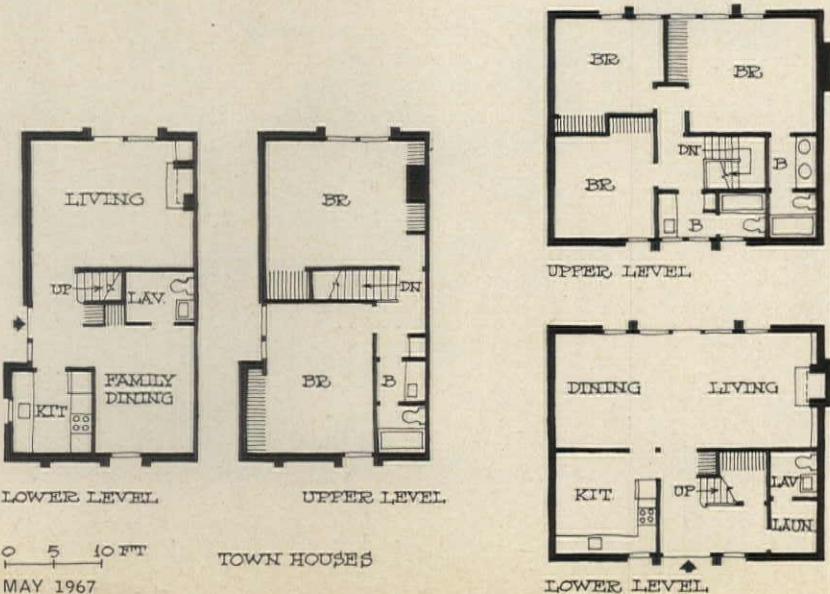 LIVING
UP
LAV.
FAMILY
DINING
KIT
LOWER LEVEL
BR
DN
BR
B
UPPER LEVEL
BR
BR
DN
BR
B
B
UPPER LEVEL
DINING LIVING
KIT
UP
LAV
LAUN.
LOWER LEVEL
0 5 10 FT
TOWN HOUSES
MAY 1967